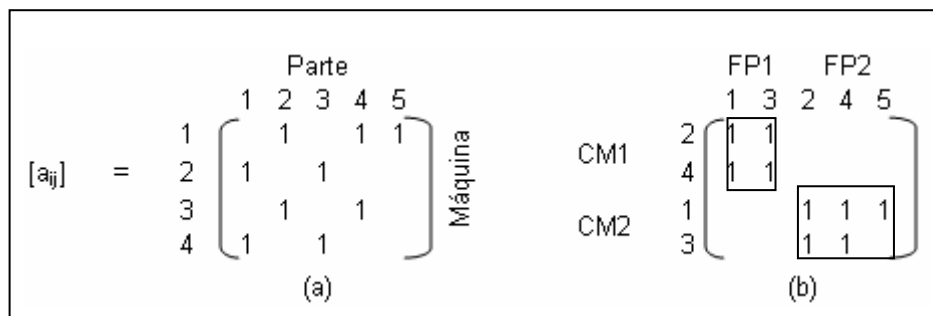 Parte FP1 FP2
1 2 3 4 5 1 3 2 4 5
1 1 1 1 2 1 1
[aij] = 2 1 1 Máquina CM1 4 1 1
3 1 1 CM2 1 1 1 1
4 1 1 3 1 1
(a) (b)